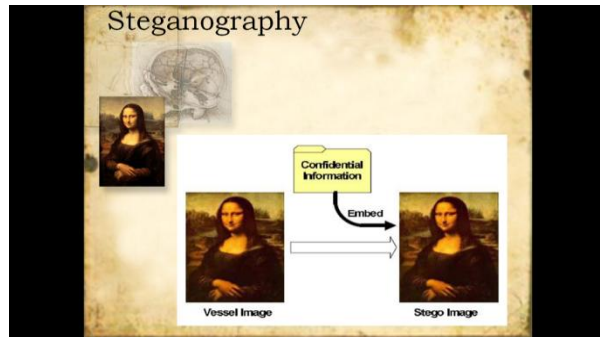 Steganography
Confidential
Information
Embed
Vessel Image
Stego Image